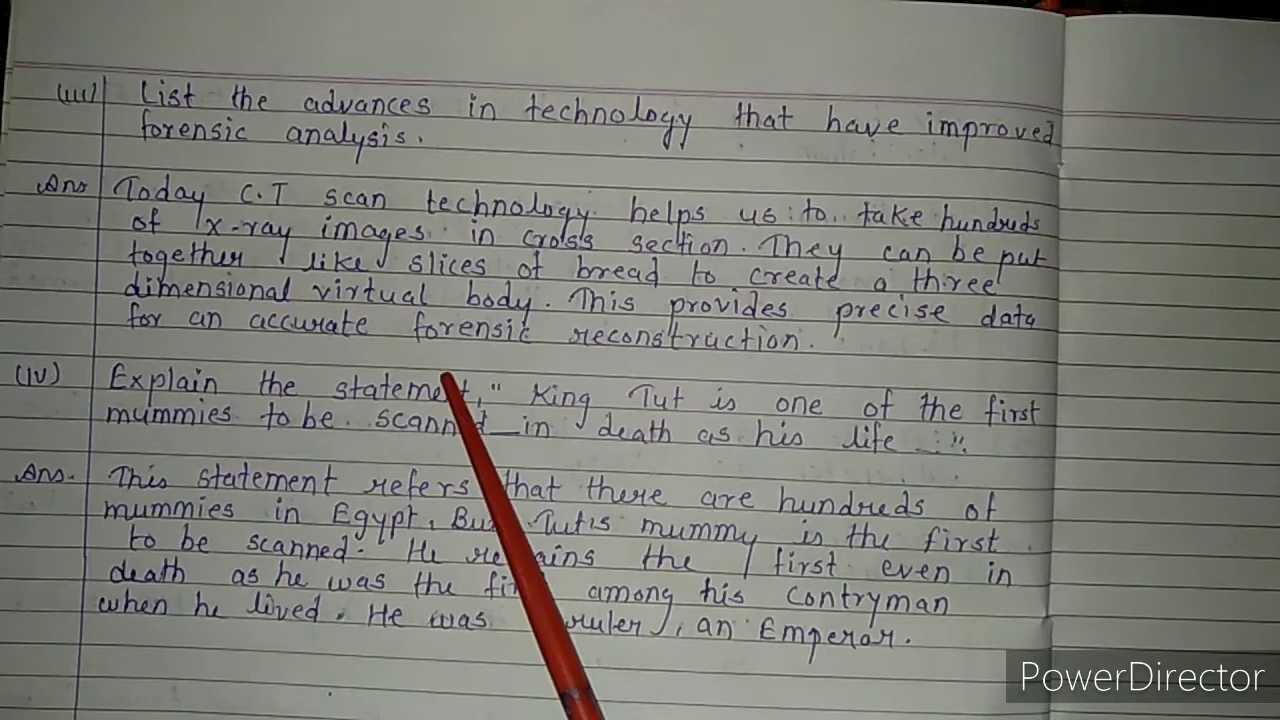 (iii) List the advances in technology that have improved
forensic analysis.
Ans Today C.T scan technology helps us to take hundreds
of x-ray images in cross section. They can be put
together like slices of bread to create a three
dimensional virtual body. This provides precise data
for an accurate forensic reconstruction.
(iv) Explain the statement, " King Tut is one of the first
mummies to be scanned in death as his life ..."
Ans. This statement refers that there are hundreds of
mummies in Egypt, But Tut's mummy is the first
to be scanned. He remains the first even in
death as he was the first among his contryman
when he lived. He was ruler, an Emperor.
PowerDirector